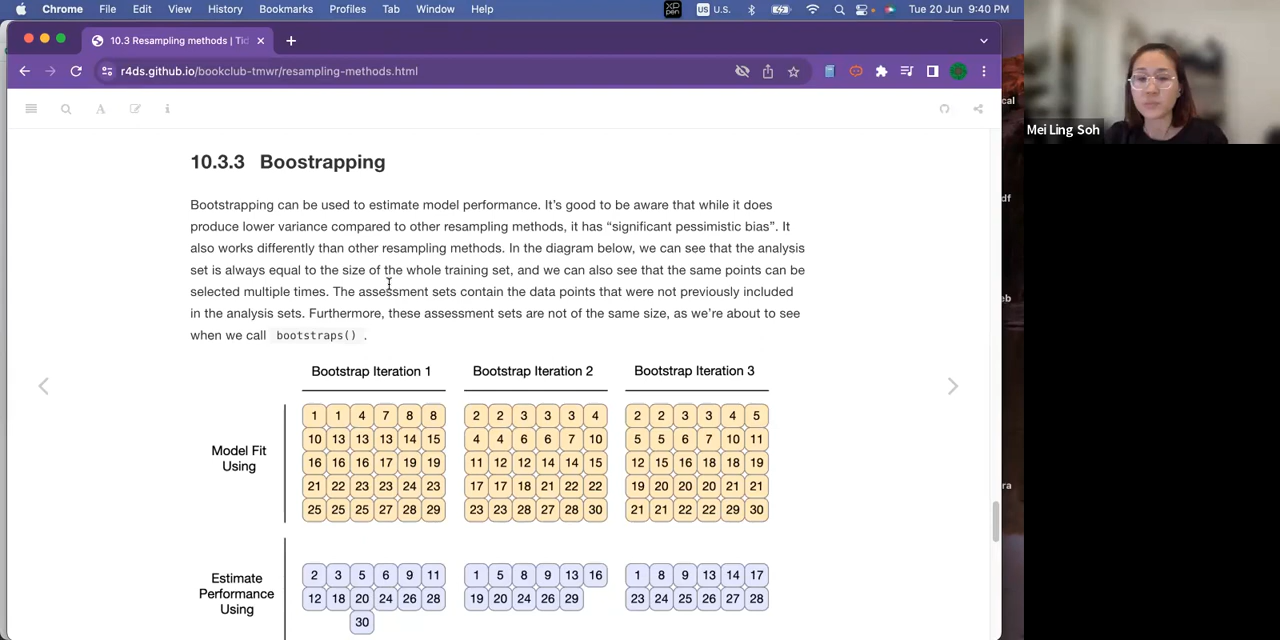 Chrome File Edit View History Bookmarks Profiles Tab Window Help XP PEN US U.S. Tue 20 Jun 9:40 PM
10.3 Resampling methods | Tid
r4ds.github.io/bookclub-tmwr/resampling-methods.html
Mei Ling Soh
cal
df
eb
ra
10.3.3 Boostrapping
Bootstrapping can be used to estimate model performance. It’s good to be aware that while it does
produce lower variance compared to other resampling methods, it has “significant pessimistic bias”. It
also works differently than other resampling methods. In the diagram below, we can see that the analysis
set is always equal to the size of the whole training set, and we can also see that the same points can be
selected multiple times. The assessment sets contain the data points that were not previously included
in the analysis sets. Furthermore, these assessment sets are not of the same size, as we’re about to see
when we call bootstraps() .
Bootstrap Iteration 1 Bootstrap Iteration 2 Bootstrap Iteration 3
Model Fit
Using
1 1 4 7 8 8 2 2 3 3 3 4 2 2 3 3 4 5
10 13 13 13 14 15 4 4 6 6 7 10 5 5 6 7 10 11
16 16 16 17 19 19 11 12 12 14 14 15 12 15 16 18 18 19
21 22 23 23 24 23 17 17 18 21 22 22 19 20 20 20 21 21
25 25 25 27 28 29 23 23 28 27 28 30 21 21 22 22 29 30
Estimate
Performance
Using
2 3 5 6 9 11 1 5 8 9 13 16 1 8 9 13 14 17
12 18 20 24 26 28 19 20 24 26 29 23 24 25 26 27 28
30